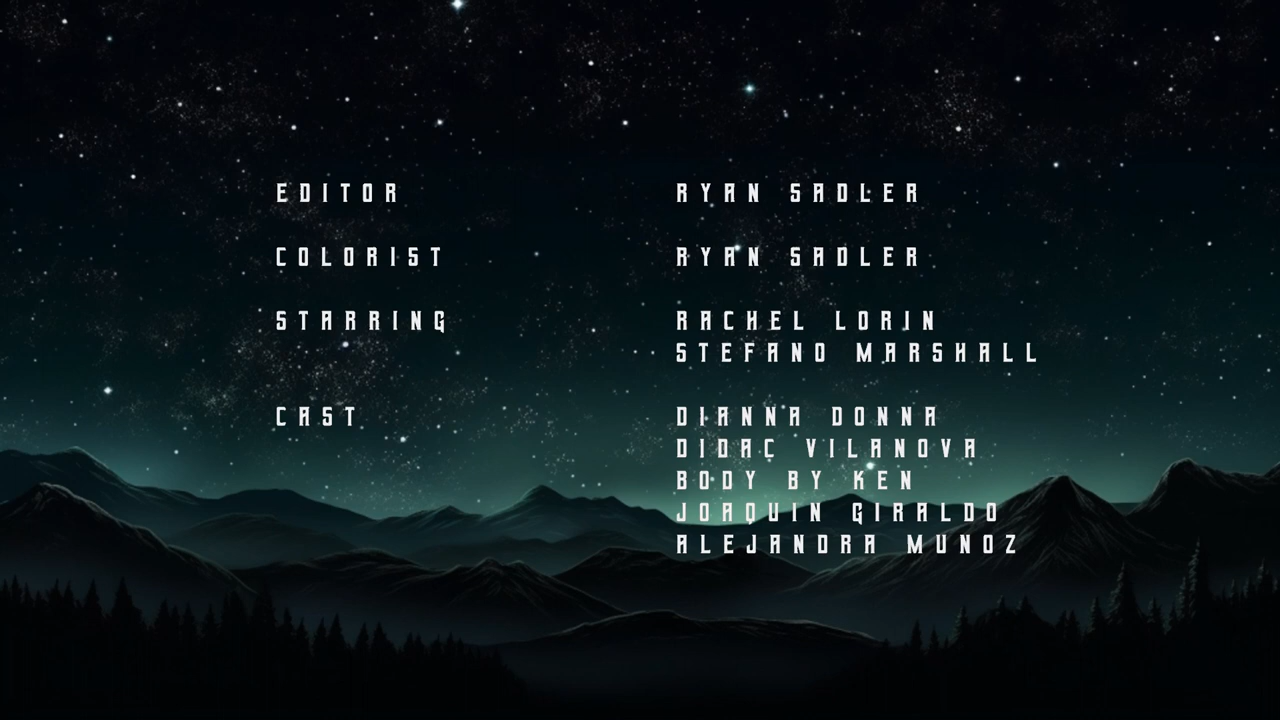 EDITOR RYAN SADLER
COLORIST RYAN SADLER
STARRING RACHEL LORIN
STEFANO MARSHALL
CAST DIANNA DONNA
DIDAC VILANOVA
BODY BY KEN
JOAQUIN GIRALDO
ALEJANDRA MUNOZ